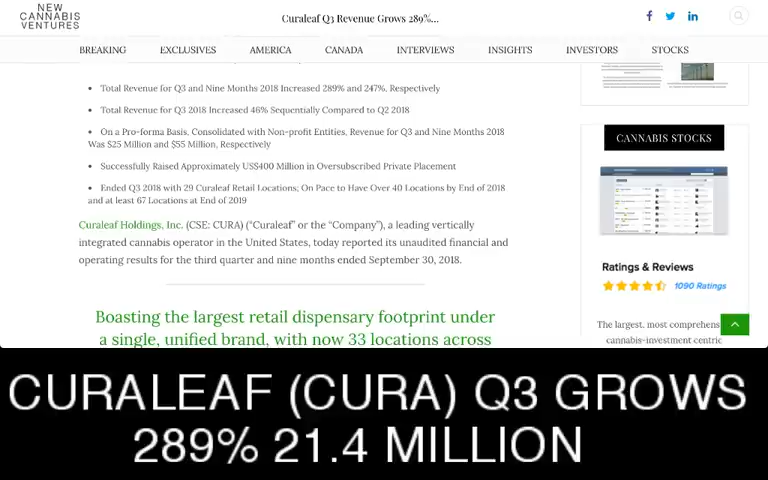 NEW
CANNABIS
VENTURES
Curaleaf Q3 Revenue Grows 289%...
BREAKING EXCLUSIVES AMERICA CANADA INTERVIEWS INSIGHTS INVESTORS STOCKS
• Total Revenue for Q3 and Nine Months 2018 Increased 289% and 247%, Respectively
• Total Revenue for Q3 2018 Increased 46% Sequentially Compared to Q2 2018
• On a Pro-forma Basis, Consolidated with Non-profit Entities, Revenue for Q3 and Nine Months 2018
Was $25 Million and $55 Million, Respectively
• Successfully Raised Approximately US$400 Million in Oversubscribed Private Placement
• Ended Q3 2018 with 29 Curaleaf Retail Locations; On Pace to Have Over 40 Locations by End of 2018
and at least 67 Locations at End of 2019
Curaleaf Holdings, Inc. (CSE: CURA) (“Curaleaf” or the “Company”), a leading vertically
integrated cannabis operator in the United States, today reported its unaudited financial and
operating results for the third quarter and nine months ended September 30, 2018.
Boasting the largest retail dispensary footprint under
a single, unified brand, with now 33 locations across
CANNABIS STOCKS
Ratings & Reviews
1090 Ratings
The largest, most comprehens
cannabis-investment centric
CURALEAF (CURA) Q3 GROWS
289% 21.4 MILLION